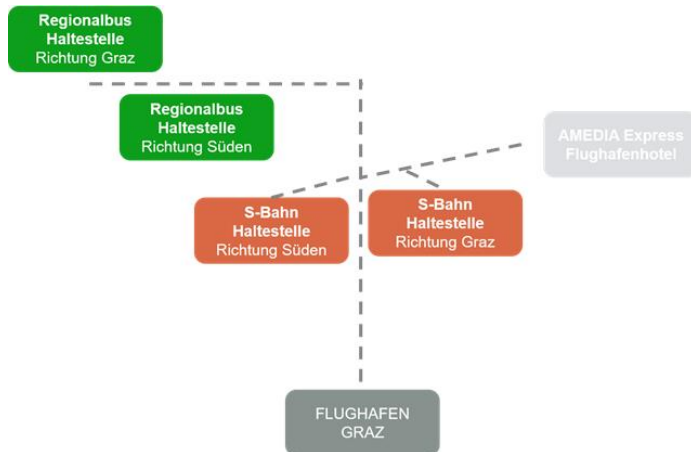 Regionalbus
Haltestelle
Richtung Graz
Regionalbus
Haltestelle
Richtung Süden
AMEDIA Express
Flughafenhotel
S-Bahn
Haltestelle
Richtung Süden
S-Bahn
Haltestelle
Richtung Graz
FLUGHAFEN
GRAZ